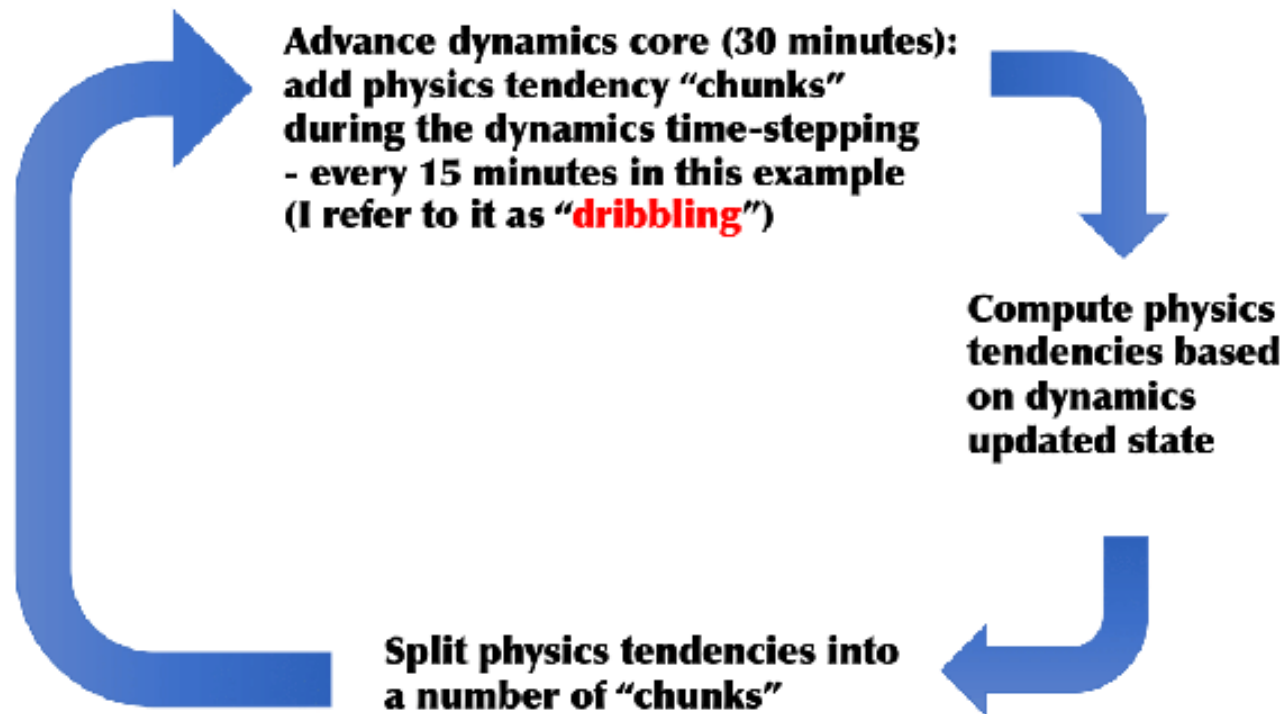 Advance dynamics core (30 minutes):
add physics tendency “chunks”
during the dynamics time-stepping
- every 15 minutes in this example
(I refer to it as “dribbling”)
Compute physics
tendencies based
on dynamics
updated state
Split physics tendencies into
a number of “chunks”